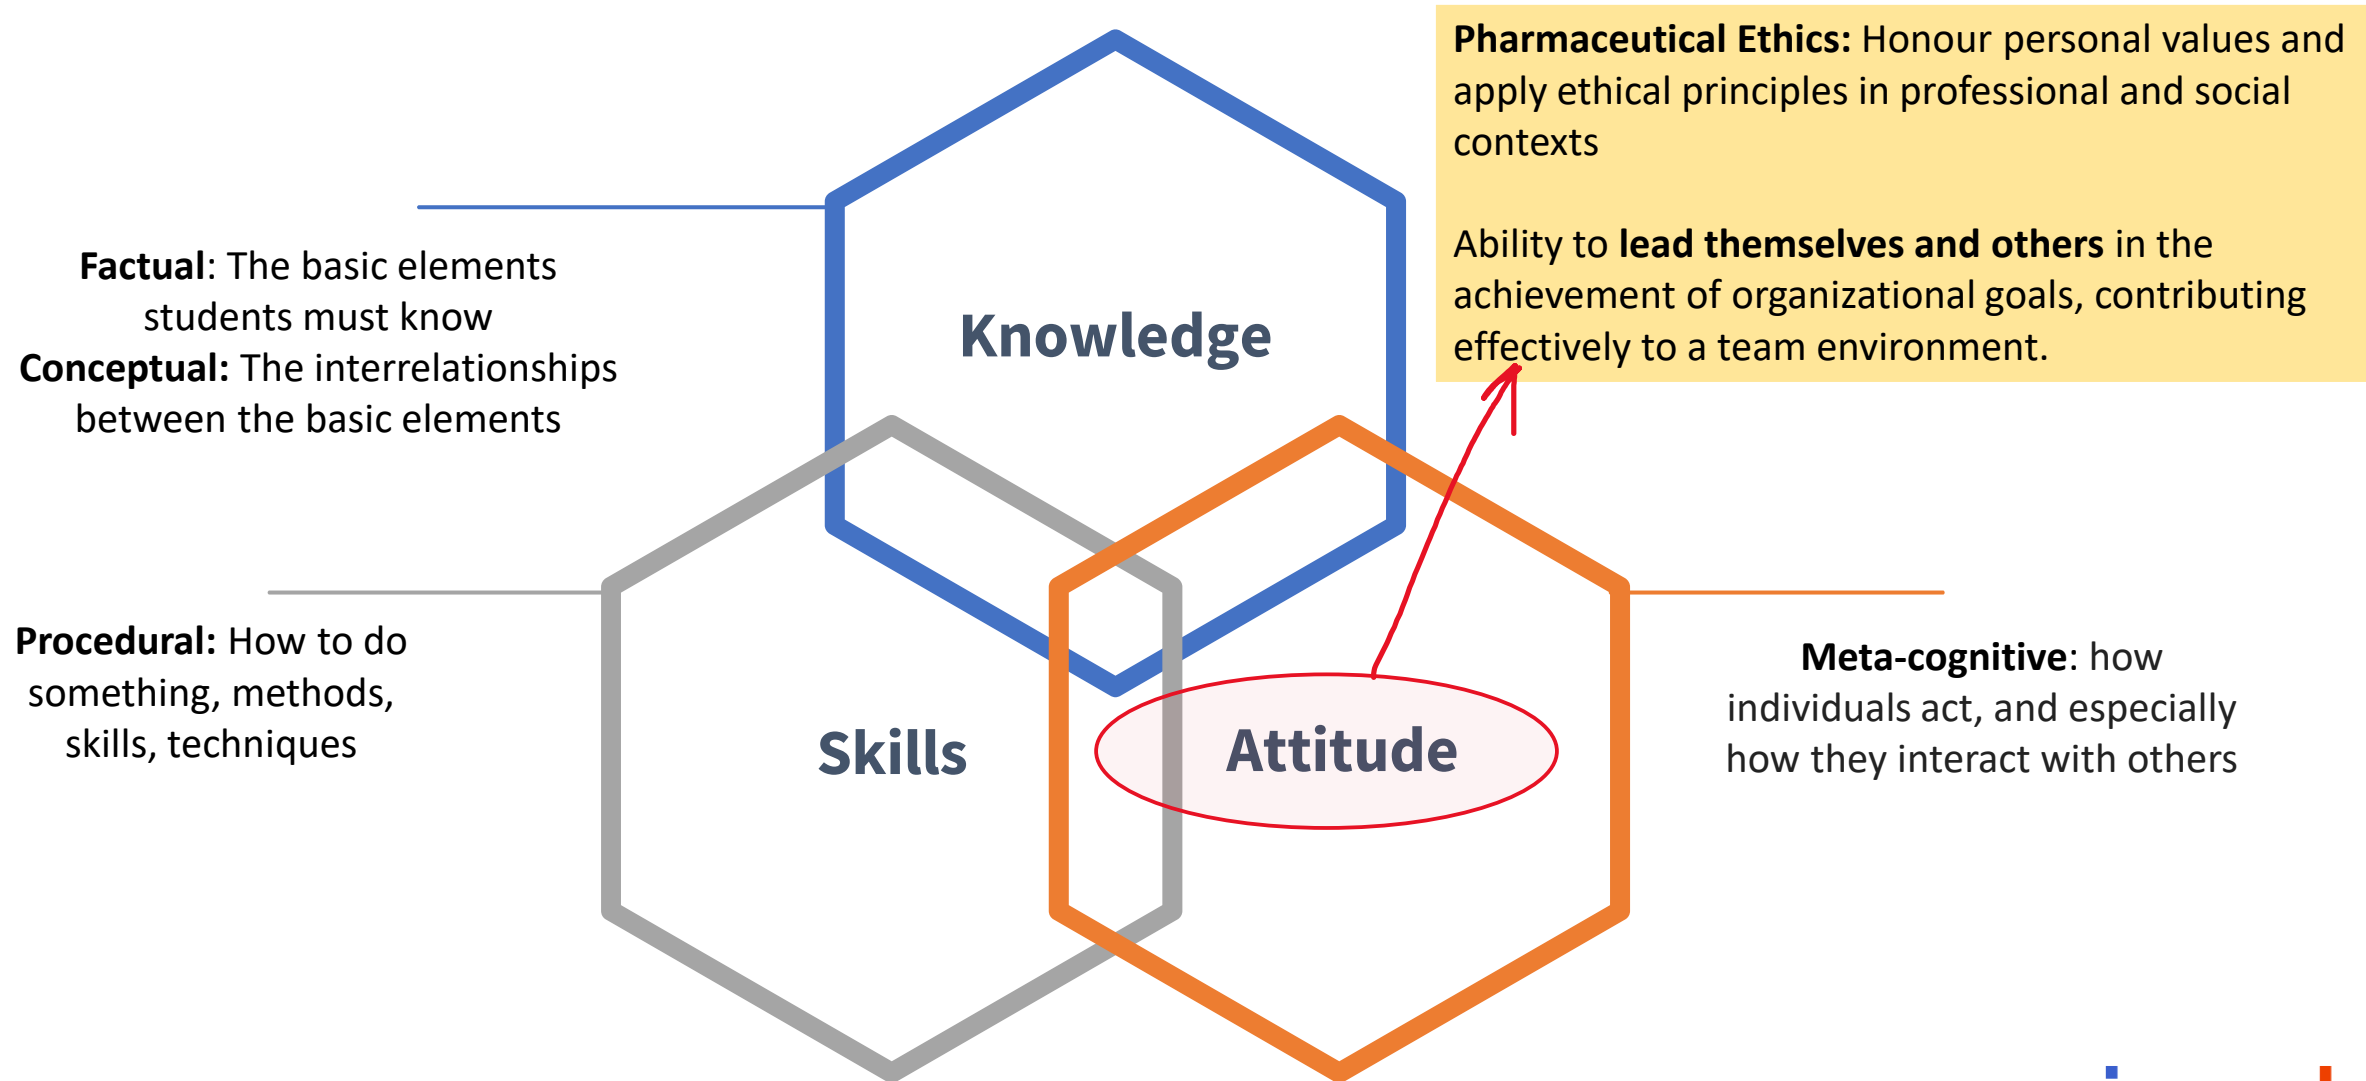 Pharmaceutical Ethics: Honour personal values and
apply ethical principles in professional and social
contexts
Ability to lead themselves and others in the
achievement of organizational goals, contributing
effectively to a team environment.
Factual: The basic elements
students must know
Conceptual: The interrelationships
between the basic elements
Knowledge
Procedural: How to do
something, methods,
skills, techniques
Skills
Attitude
Meta-cognitive: how
individuals act, and especially
how they interact with others